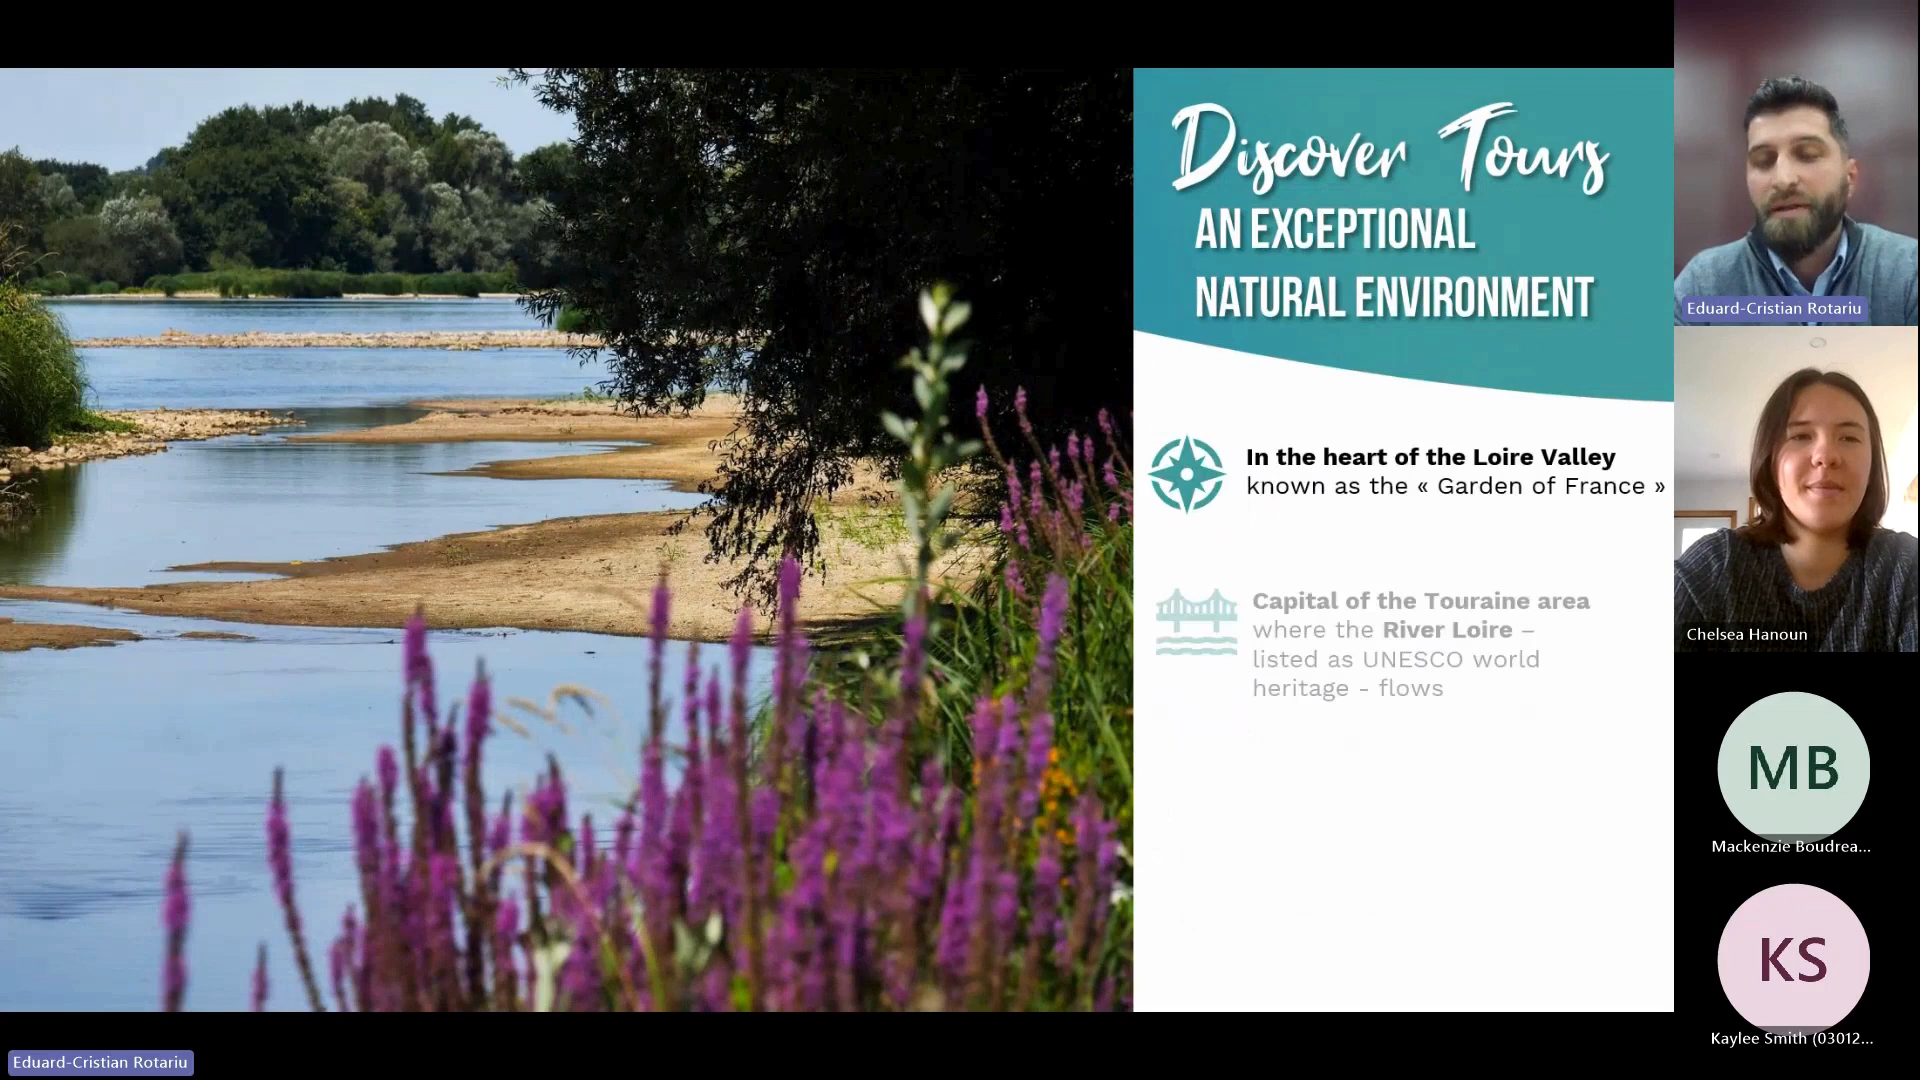 Discover Tours
AN EXCEPTIONAL
NATURAL ENVIRONMENT
In the heart of the Loire Valley
known as the « Garden of France »
Capital of the Touraine area
where the River Loire –
listed as UNESCO world
heritage - flows
Eduard-Cristian Rotariu
Chelsea Hanoun
MB
Mackenzie Boudrea...
KS
Kaylee Smith (03012...
Eduard-Cristian Rotariu